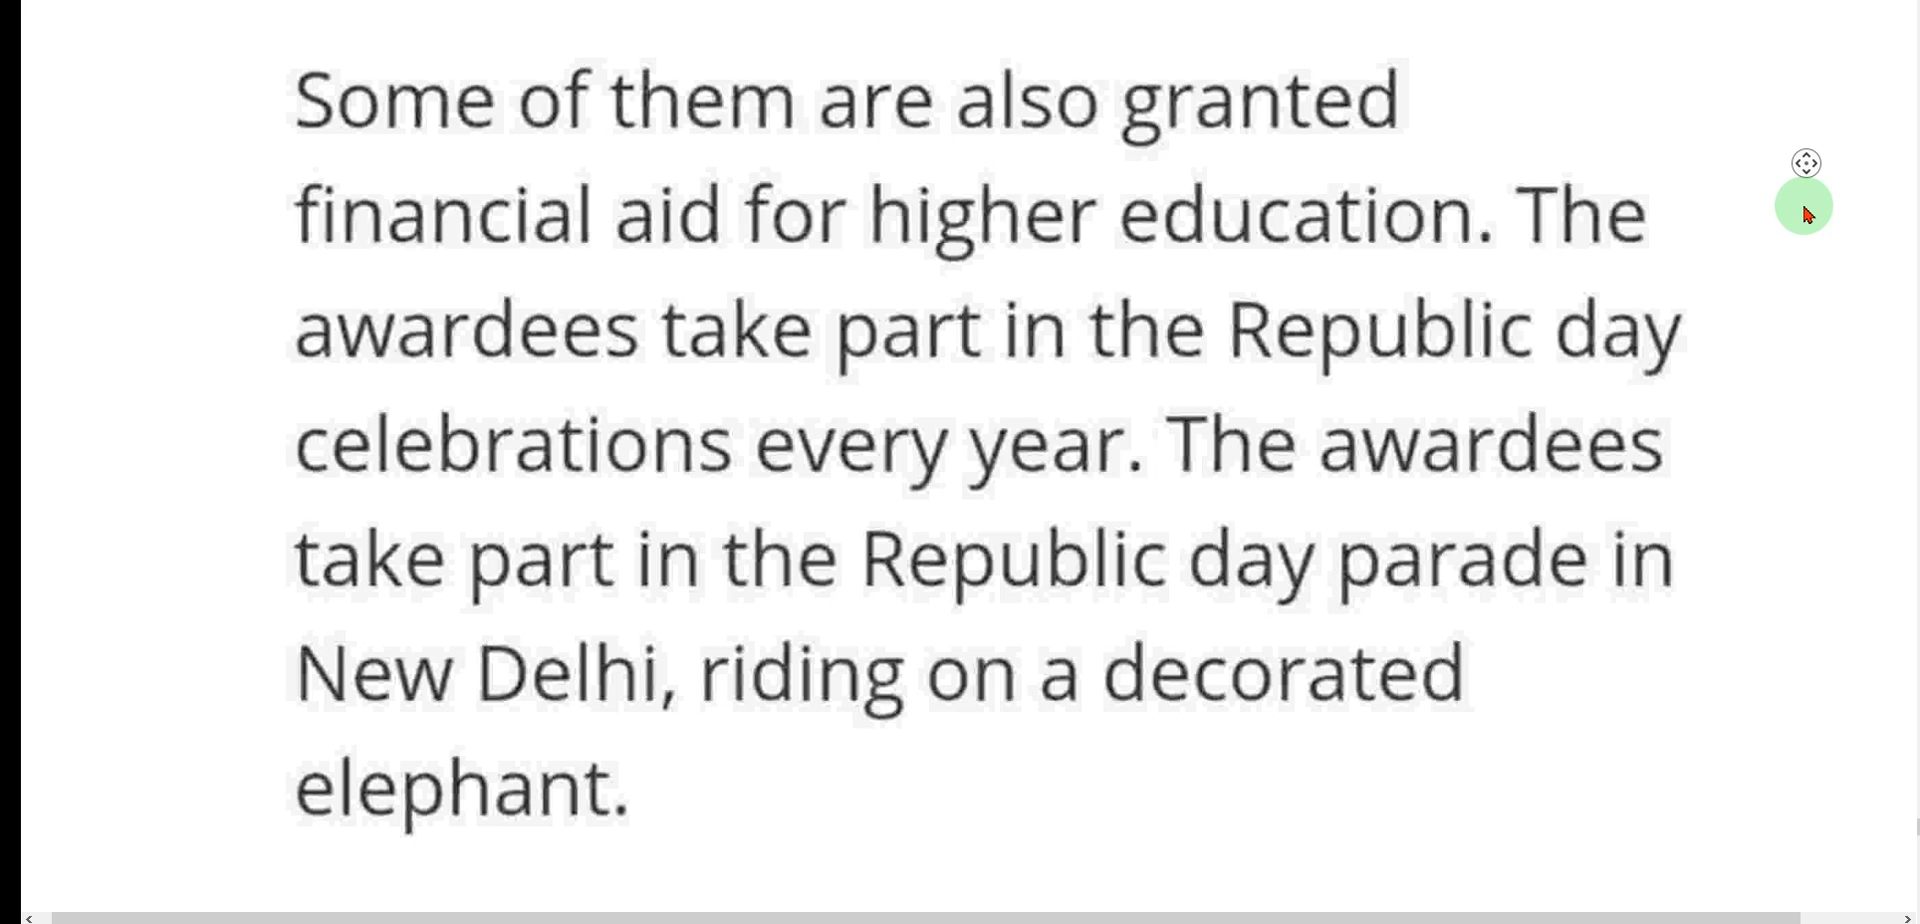 Some of them are also granted
financial aid for higher education. The
awardees take part in the Republic day
celebrations every year. The awardees
take part in the Republic day parade in
New Delhi, riding on a decorated
elephant.